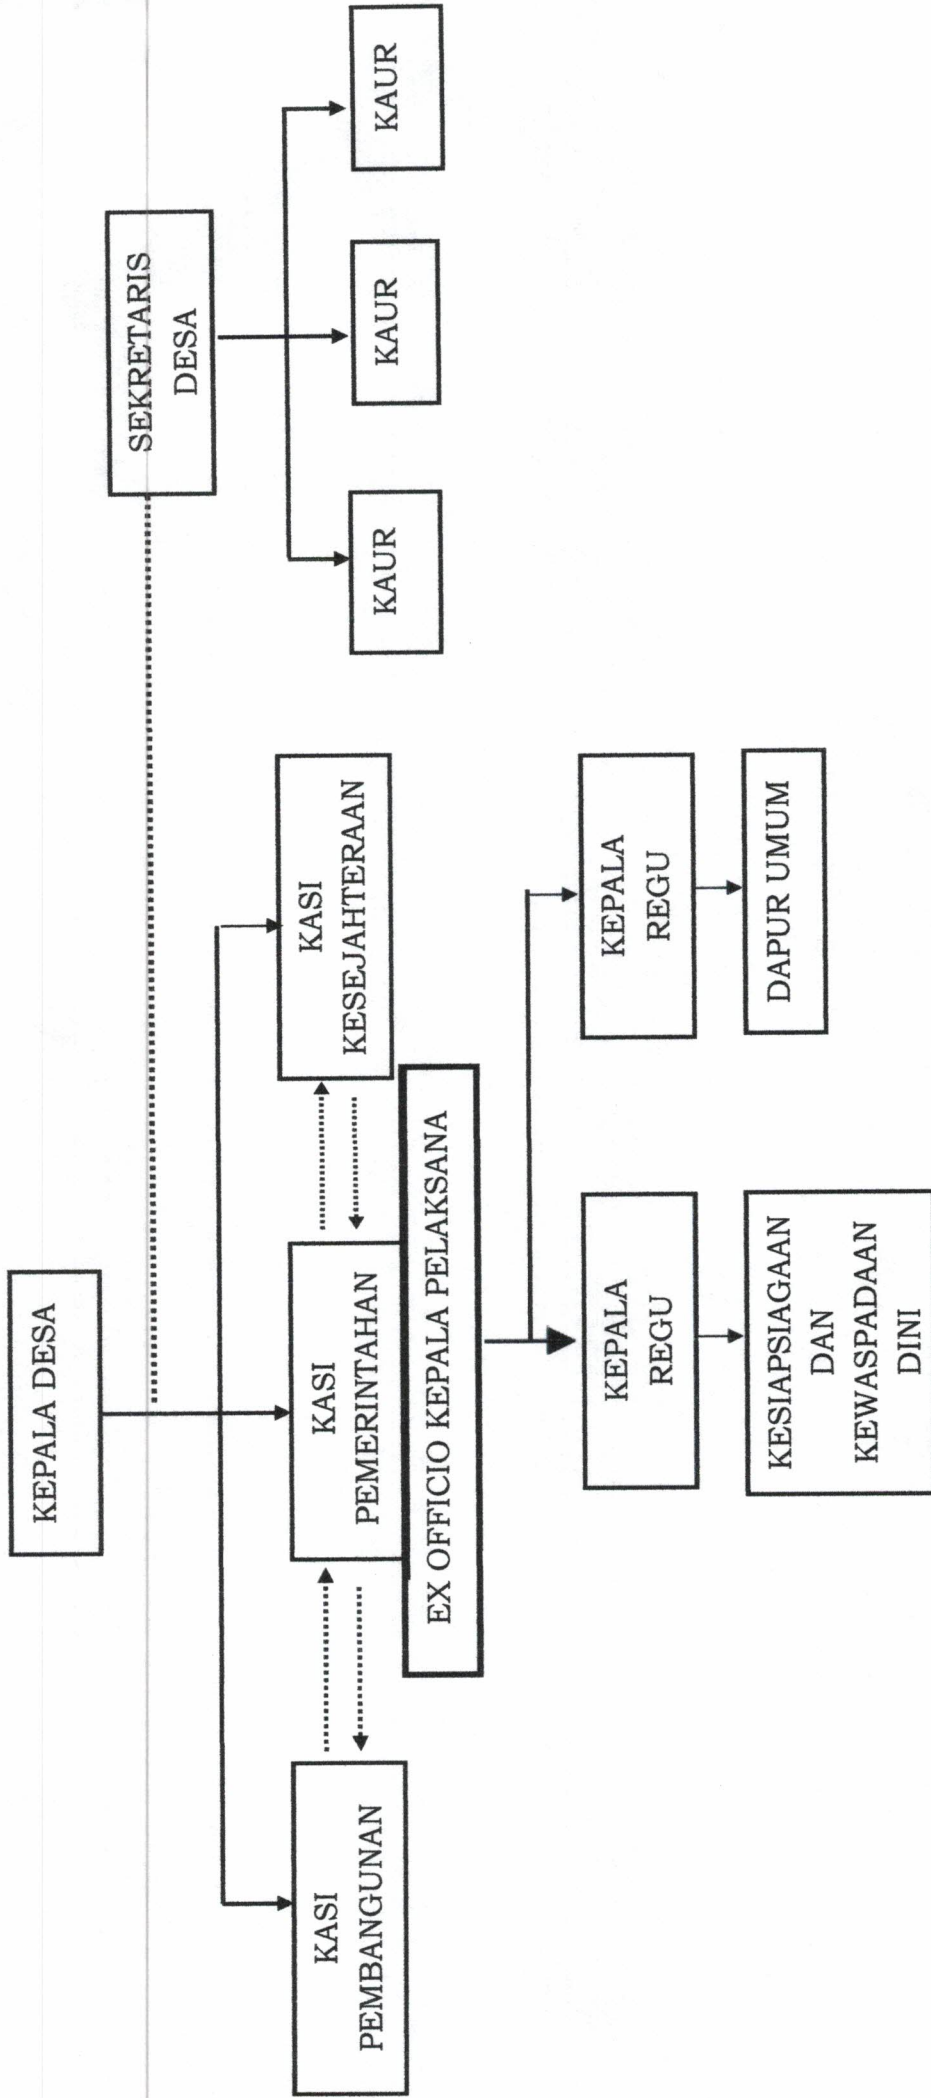 KEPALA DESA
SEKRETARIS
DESA
KASI
PEMBANGUNAN
KASI
PEMERINTAHAN
KASI
KESEJAHTERAAN
KAUR
KAUR
KAUR
EX OFFICIO KEPALA PELAKSANA
KEPALA
REGU
KEPALA
REGU
KESIAPSIAGAAN
DAN
KEWASPADAAN
DINI
DAPUR UMUM